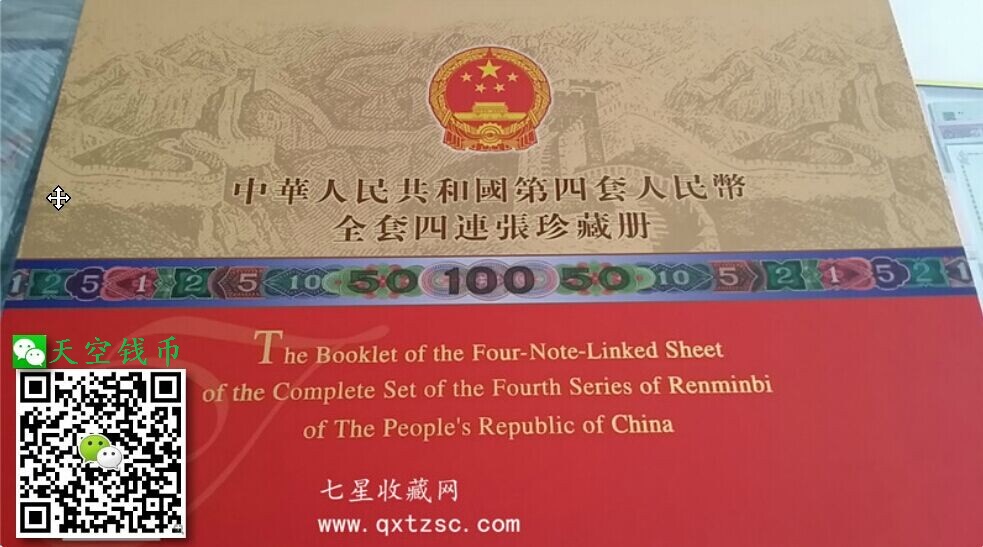 中華人民共和國第四套人民幣
全套四連張珍藏册
1 2 5 1 2 5 10 50 100 50 10 5 2 1 5 2 1
The Booklet of the Four-Note-Linked Sheet
of the Complete Set of the Fourth Series of Renminbi
of The People's Republic of China
天空钱币
七星收藏网
www.qxtzsc.com